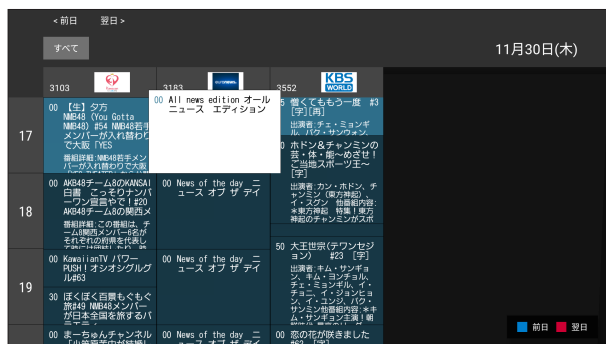 <前日 翌日>
すべて
11月30日(木)
3103
3183
3552
KBS
WORLD
17
00 【生】夕方
NMB48 (You Gotta
NMB48) #54 NMB48若手
メンバーが入れ替わり
で大阪「YES
番組詳細:NMB48若手メン
バーが入れ替わりで大阪
00 All news edition オール
ニュース エディション
憎くてももう一度 #3
[字][再]
出演者:チェ・ミョンギ
ル、パク・サンウォン、
ホドン&チャンミンの
芸・体・能~めざせ!
ご当地スポーツ王~
[字]
出演者:カン・ホドン、チ
ャンミン（東方神起）、
イ・スグン 他番組内容:
*東方神起 特集!東方
神起のチャンミンがスポ
18
00 AKB48チーム8のKANSAI
白書 こっそりナンバ
ーワン宣言やで!#20
AKB48チーム8の関西メ
番組詳細:この番組は、チ
ーム8関西メンバー6名が
それぞれの府県を代表し
00 News of the day ニ
ュース オブ ザ デイ
50 大王世宗(テワンセジ
ョン) #23 [字]
出演者:キム・サンギョ
ン、キム・ヨンチョル、
チェ・ミョンギル、イ・
チョニ、イ・ジョンヒョ
ン、イ・ユンジ、パク・
サンミン他番組内容:*キ
ム・サンギョン主演!朝
19
00 KawaiianTV パワー
PUSH!オシオシグルグ
ル#63
30 ぼくぼく百景もぐもぐ
旅#49 NMB48メンバー
が日本全国を旅するバ
00 News of the day ニ
ュース オブ ザ デイ
00 まーちゅんチャンネル
00 News of the day ニ
00 恋の花が咲きました
前日 翌日